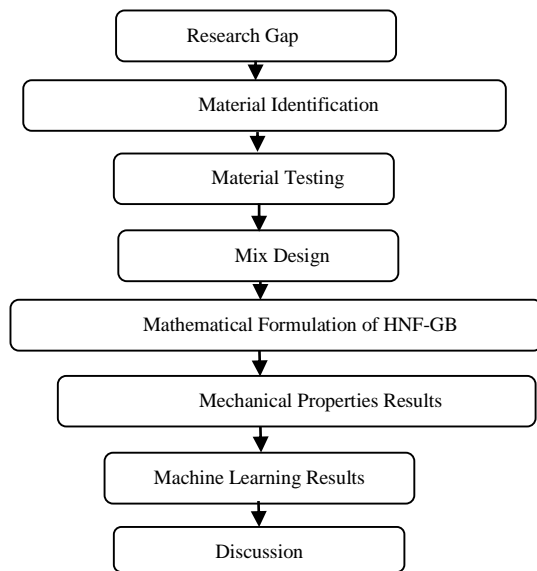 Research Gap
Material Identification
Material Testing
Mix Design
Mathematical Formulation of HNF-GB
Mechanical Properties Results
Machine Learning Results
Discussion